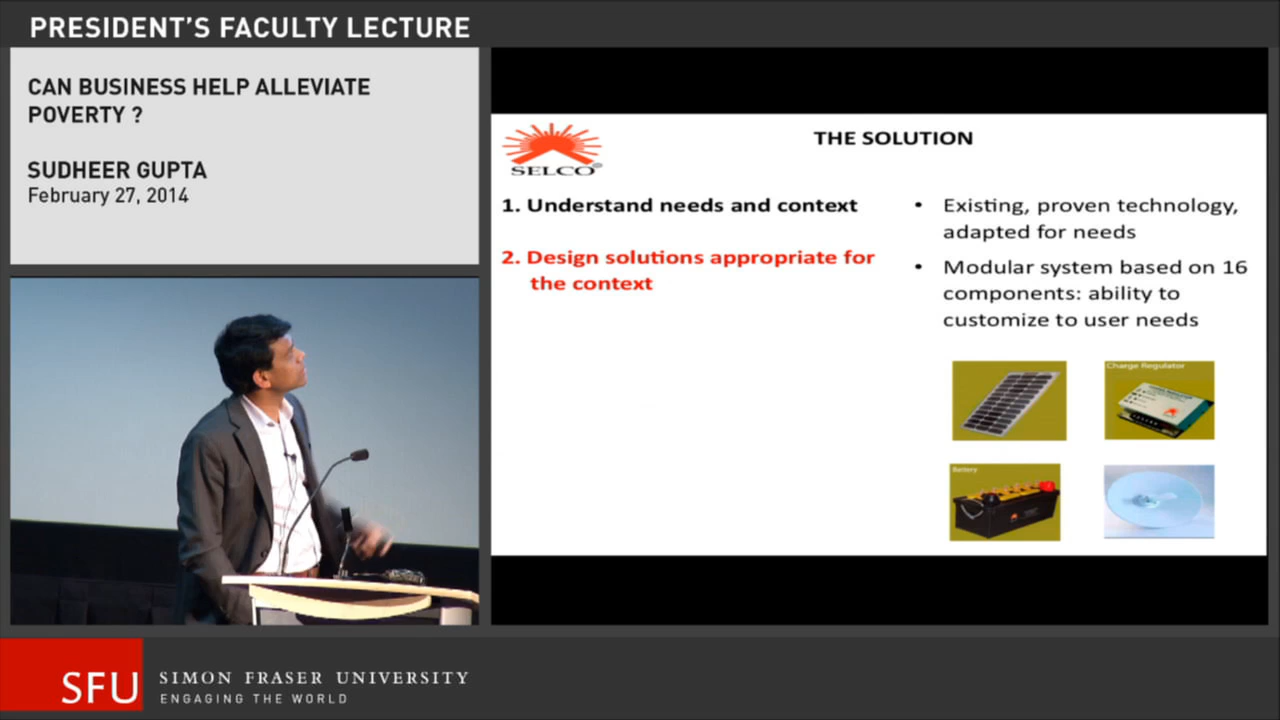 PRESIDENT'S FACULTY LECTURE
CAN BUSINESS HELP ALLEVIATE
POVERTY ?
SUDHEER GUPTA
February 27, 2014
SELCO
THE SOLUTION
1. Understand needs and context
2. Design solutions appropriate for
the context
• Existing, proven technology,
adapted for needs
• Modular system based on 16
components: ability to
customize to user needs
Charge Regulator
Battery
SFU
SIMON FRASER UNIVERSITY
ENGAGING THE WORLD